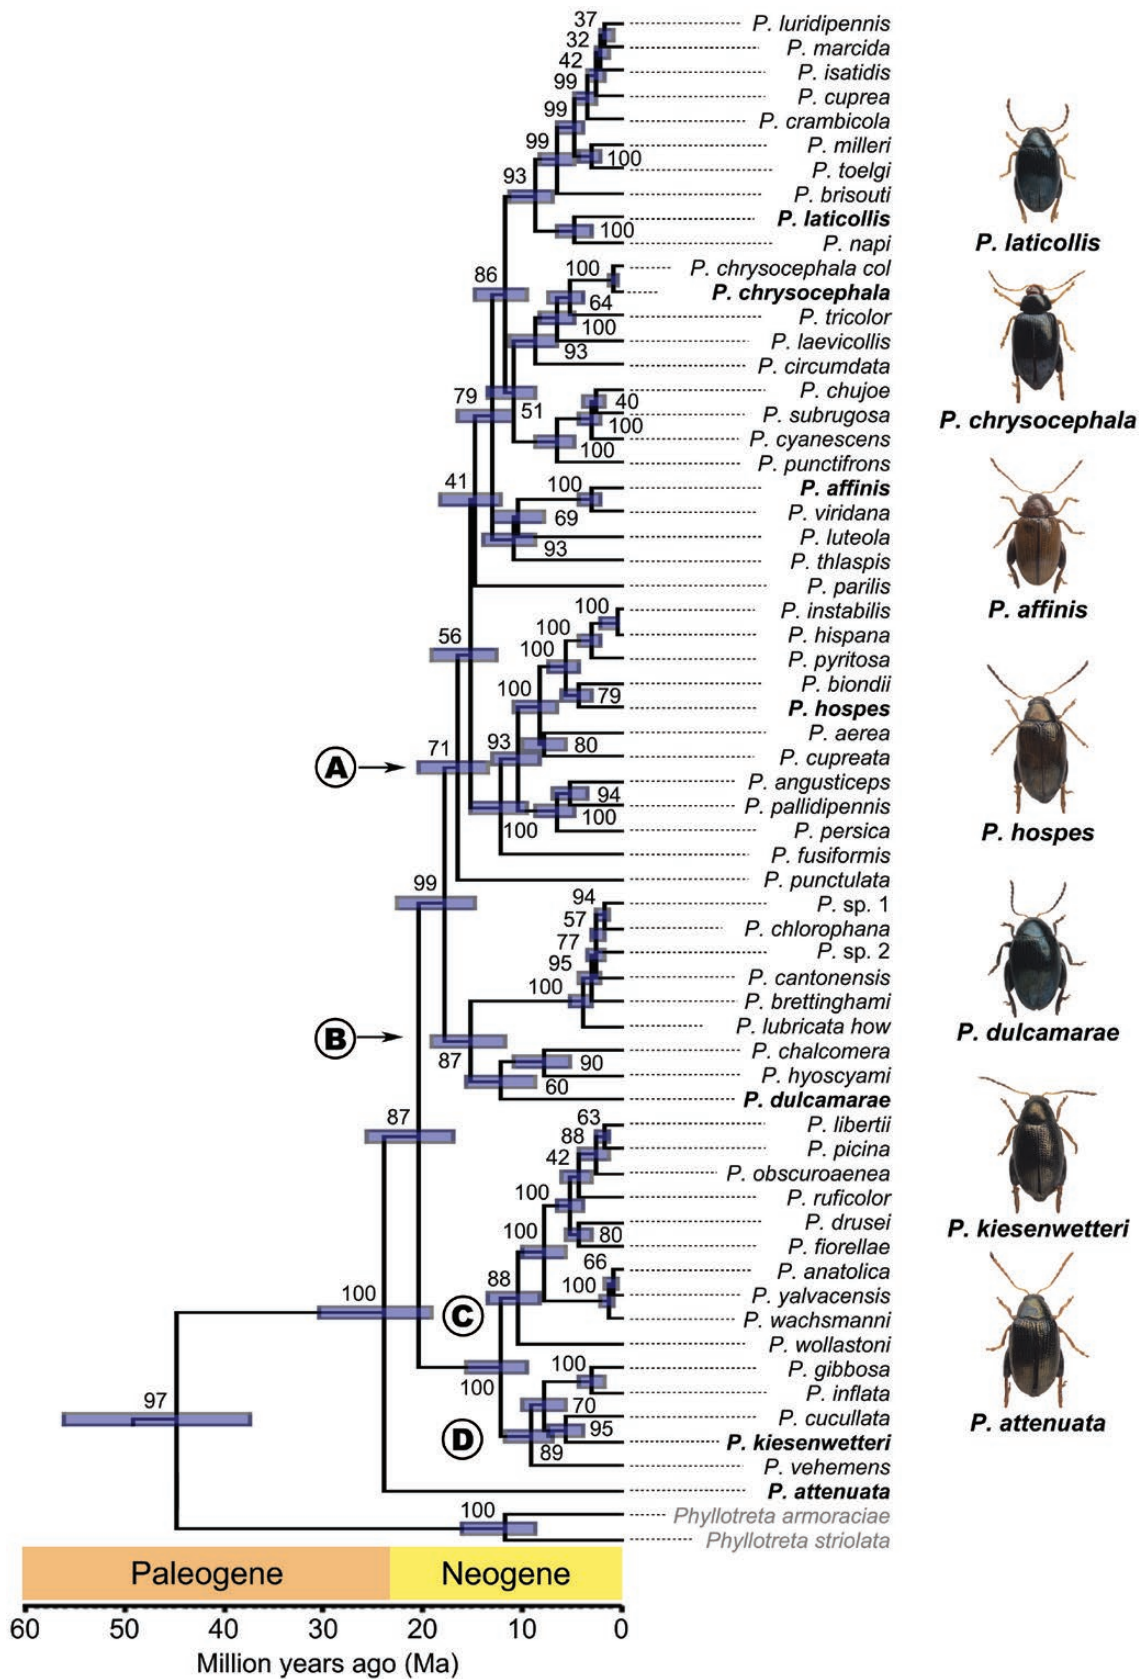 37
P. luridipennis
32
P. marcida
42
P. isatidis
99
P. cuprea
99
P. crambicola
99
P. milleri
100
P. toelgi
93
P. brisouti
P. laticollis
100
P. napi
P. laticollis
100
P. chrysocephala col
86
P. chrysocephala
64
P. tricolor
100
P. laevicollis
93
P. circumdata
P. chujoe
79
51
40
P. subrugosa
100
P. chrysocephala
P. cyanescens
100
P. punctifrons
41
100
P. affinis
P. viridana
69
P. luteola
93
P. thlaspis
P. parilis
100
P. instabilis
P. affinis
100
P. hispana
56
100
P. pyritosa
P. biondii
100
79
P. hospes
P. aerea
93
80
A
71
P. cupreata
P. angusticeps
94
P. pallidipennis
100
100
P. persica
P. hospes
P. fusiformis
99
P. punctulata
94
P. sp. 1
57
P. chlorophana
77
P. sp. 2
95
P. cantonensis
100
P. brettinghami
P. lubricata how
P. dulcamarae
B
87
P. chalcomera
90
P. hyoscyami
60
P. dulcamarae
87
63
P. libertii
88
P. picina
42
P. obscuroaenea
100
P. ruficolor
P. drusei
80
P. kiesenwetteri
100
P. fiorellae
66
P. anatolica
100
88
100
P. yalvacensis
C
P. wachsmanni
P. wollastoni
100
100
P. gibbosa
P. inflata
97
70
P. cucullata
P. attenuata
D
95
P. kiesenwetteri
89
P. vehemens
P. attenuata
100
Phyllotreta armoraciae
Phyllotreta striolata
Paleogene
Neogene
60 50 40 30 20 10 0
Million years ago (Ma)